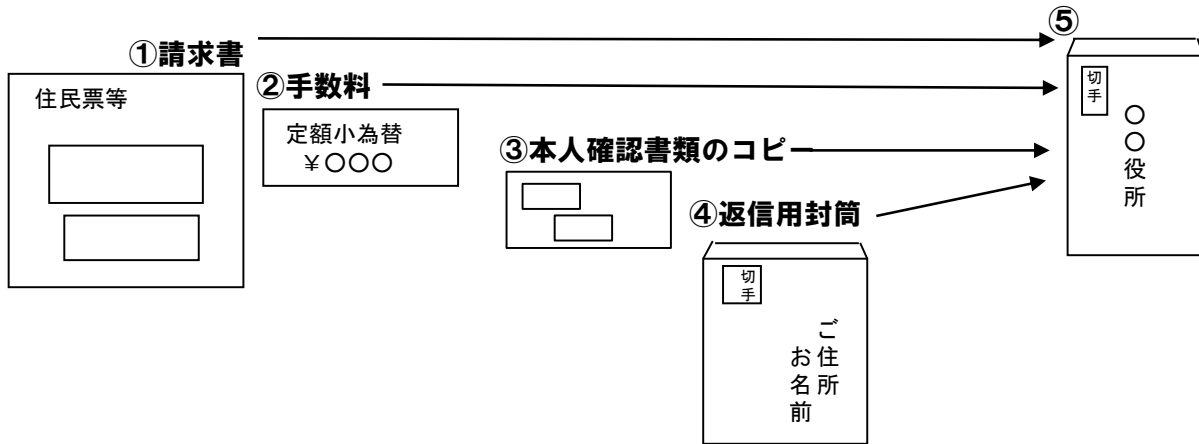 ①請求書
住民票等
②手数料
定額小為替
￥〇〇〇
③本人確認書類のコピー
④返信用封筒
切手
ご住所
お名前
⑤
切手
〇〇役所